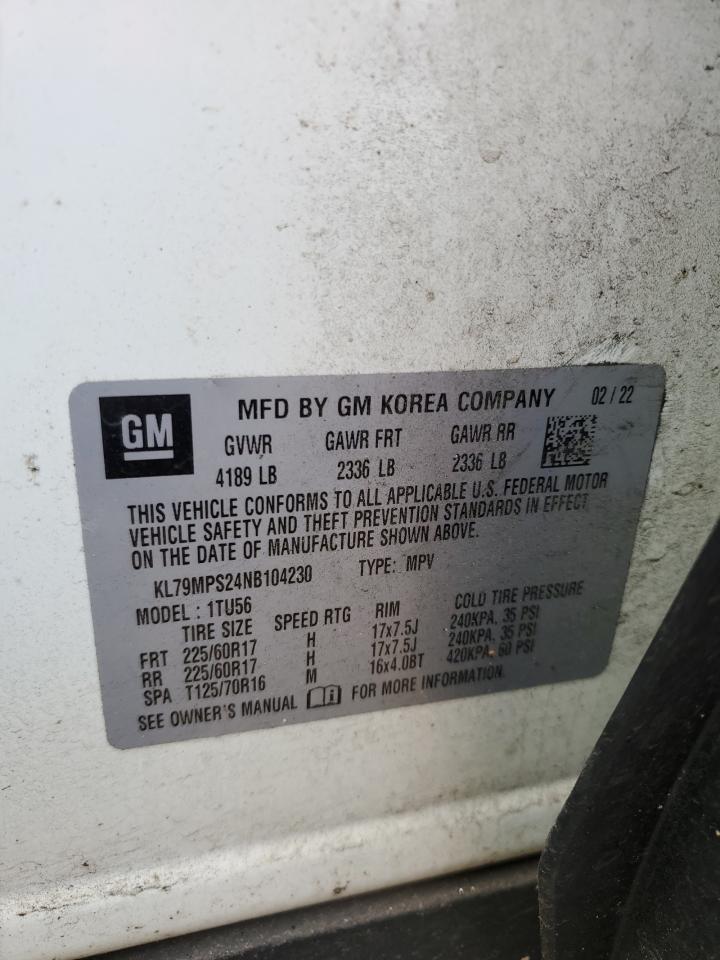 GM
MFD BY GM KOREA COMPANY 02 / 22
GVWR GAWR FRT GAWR RR
4189 LB 2336 LB 2336 LB
THIS VEHICLE CONFORMS TO ALL APPLICABLE U.S. FEDERAL MOTOR
VEHICLE SAFETY AND THEFT PREVENTION STANDARDS IN EFFECT
ON THE DATE OF MANUFACTURE SHOWN ABOVE.
KL79MPS24NB104230 TYPE: MPV
MODEL : 1TU56
TIRE SIZE SPEED RTG RIM COLD TIRE PRESSURE
FRT 225/60R17 H 17x7.5J 240KPA, 35 PSI
RR 225/60R17 H 17x7.5J 240KPA, 35 PSI
SPA T125/70R16 M 16x4.0BT 420KPA, 60 PSI
SEE OWNER'S MANUAL FOR MORE INFORMATION.